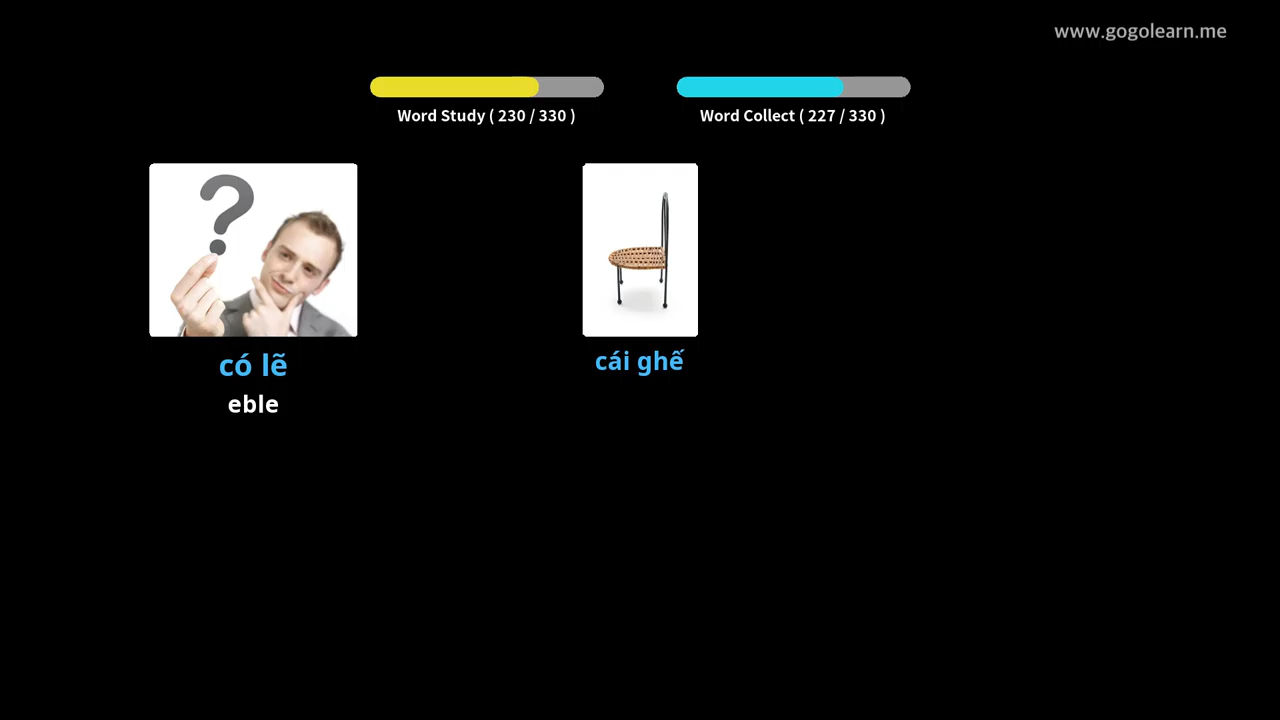 www.gogolearn.me
Word Study ( 230 / 330 )
Word Collect ( 227 / 330 )
?
có lẽ
eble
cái ghế